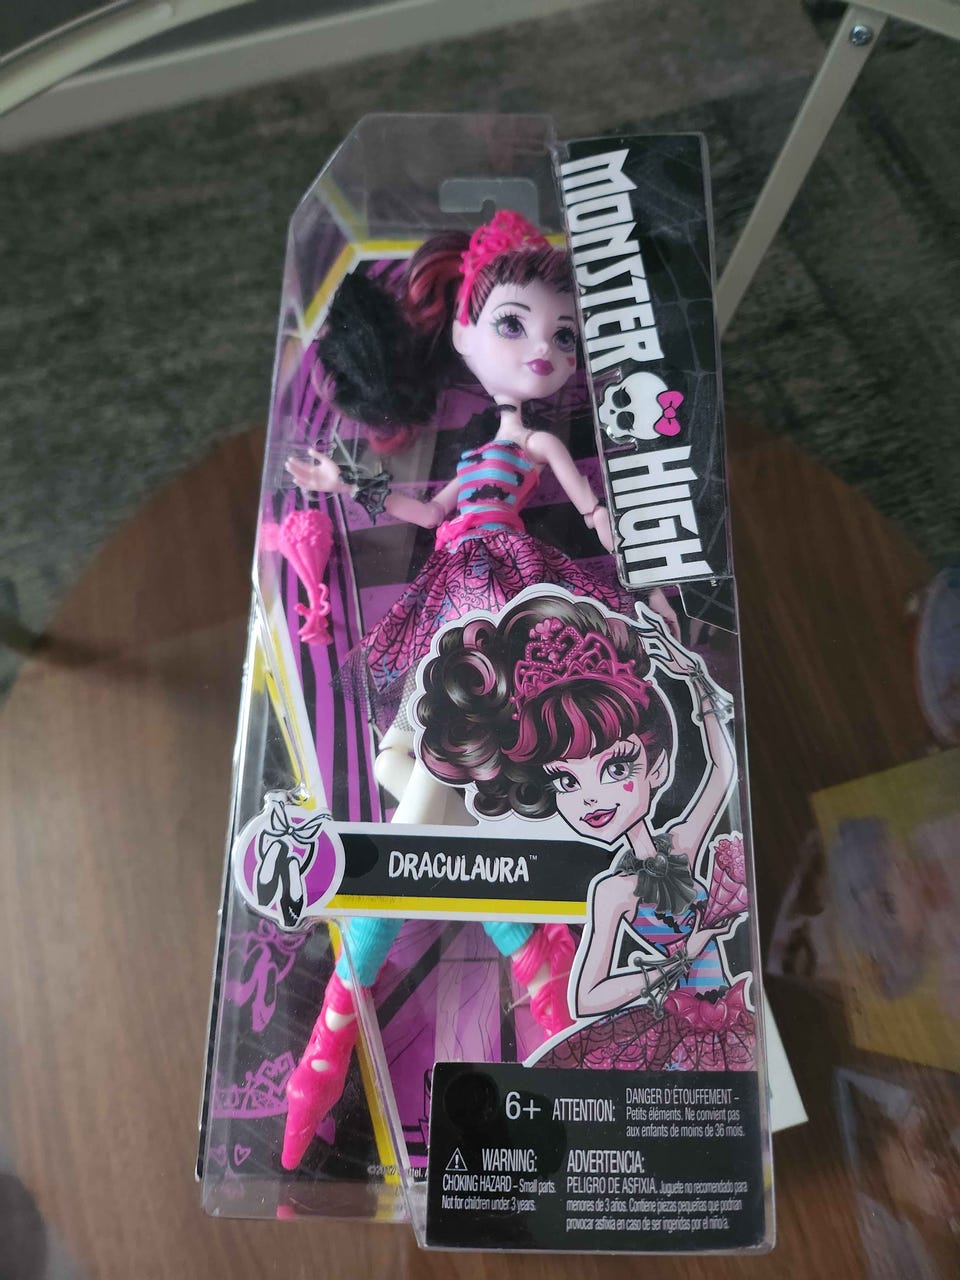 MONSTER HIGH™
DRACULAURA™
6+
ATTENTION:
DANGER D'ÉTOUFFEMENT –
Petits éléments. Ne convient pas
aux enfants de moins de 36 mois.
WARNING:
CHOKING HAZARD – Small parts.
Not for children under 3 years.
ADVERTENCIA:
PELIGRO DE ASFIXIA. Juguete no recomendado para
menores de 3 años. Contiene piezas pequeñas que podrían
provocar asfixia en caso de ser ingeridas por el niño/a.